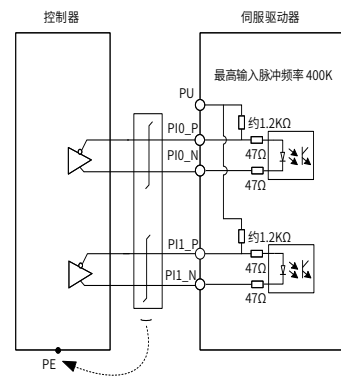 控制器
伺服驱动器
最高输入脉冲频率 400K
PU
约1.2KΩ
PI0_P
47Ω
PI0_N
47Ω
约1.2KΩ
PI1_P
47Ω
PI1_N
47Ω
PE